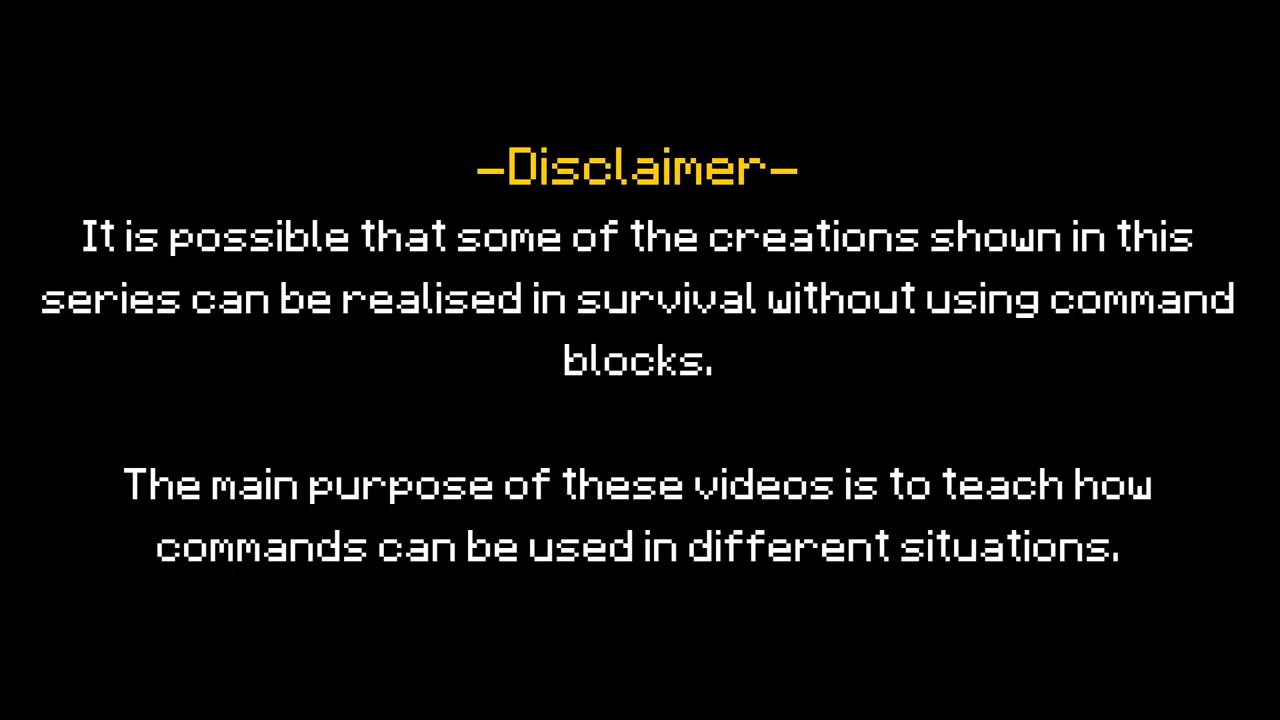 -Disclaimer-
It is possible that some of the creations shown in this
series can be realised in survival without using command
blocks.
The main purpose of these videos is to teach how
commands can be used in different situations.